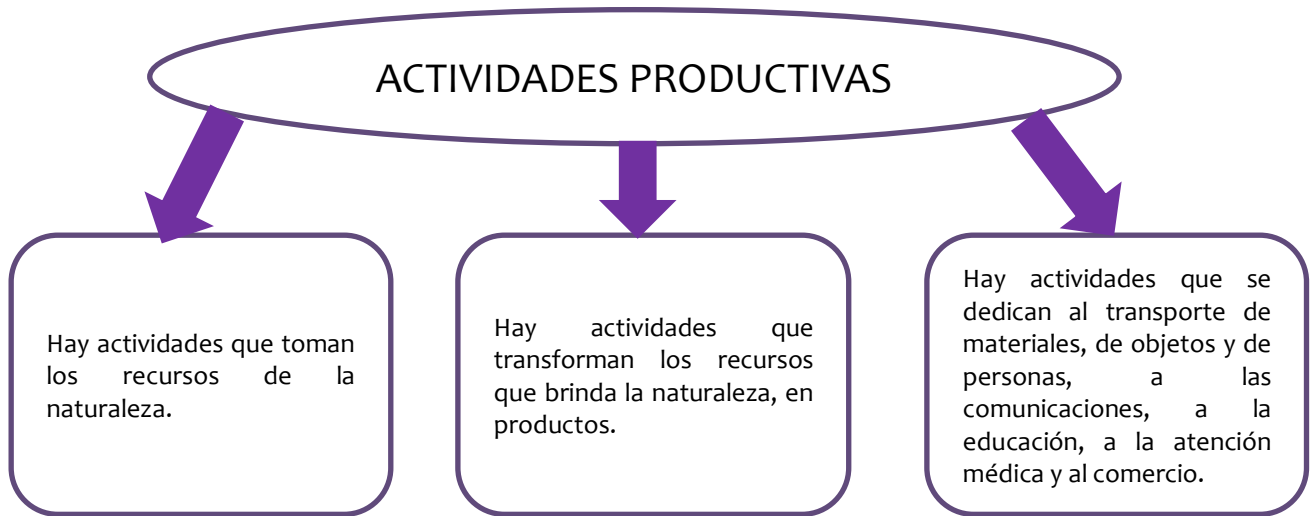 ACTIVIDADES PRODUCTIVAS
Hay actividades que toman
los recursos de la
naturaleza.
Hay actividades que
transforman los recursos
que brinda la naturaleza, en
productos.
Hay actividades que se
dedican al transporte de
materiales, de objetos y de
personas, a las
comunicaciones, a la
educación, a la atención
médica y al comercio.